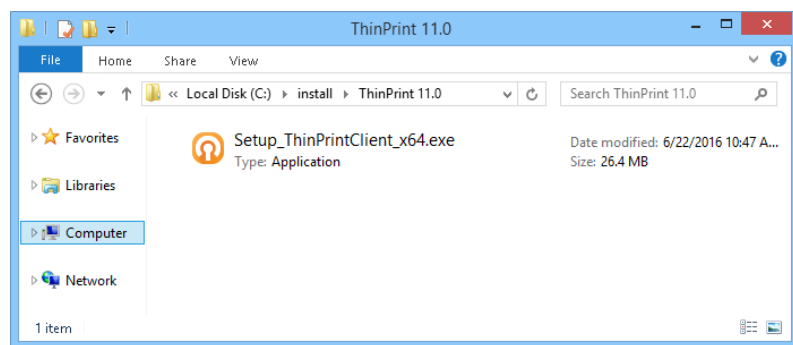 ThinPrint 11.0
File Home Share View
« Local Disk (C:) install ThinPrint 11.0 Search ThinPrint 11.0
Favorites
Libraries
Computer
Network
Setup_ThinPrintClient_x64.exe
Type: Application
Date modified: 6/22/2016 10:47 A...
Size: 26.4 MB
1 item